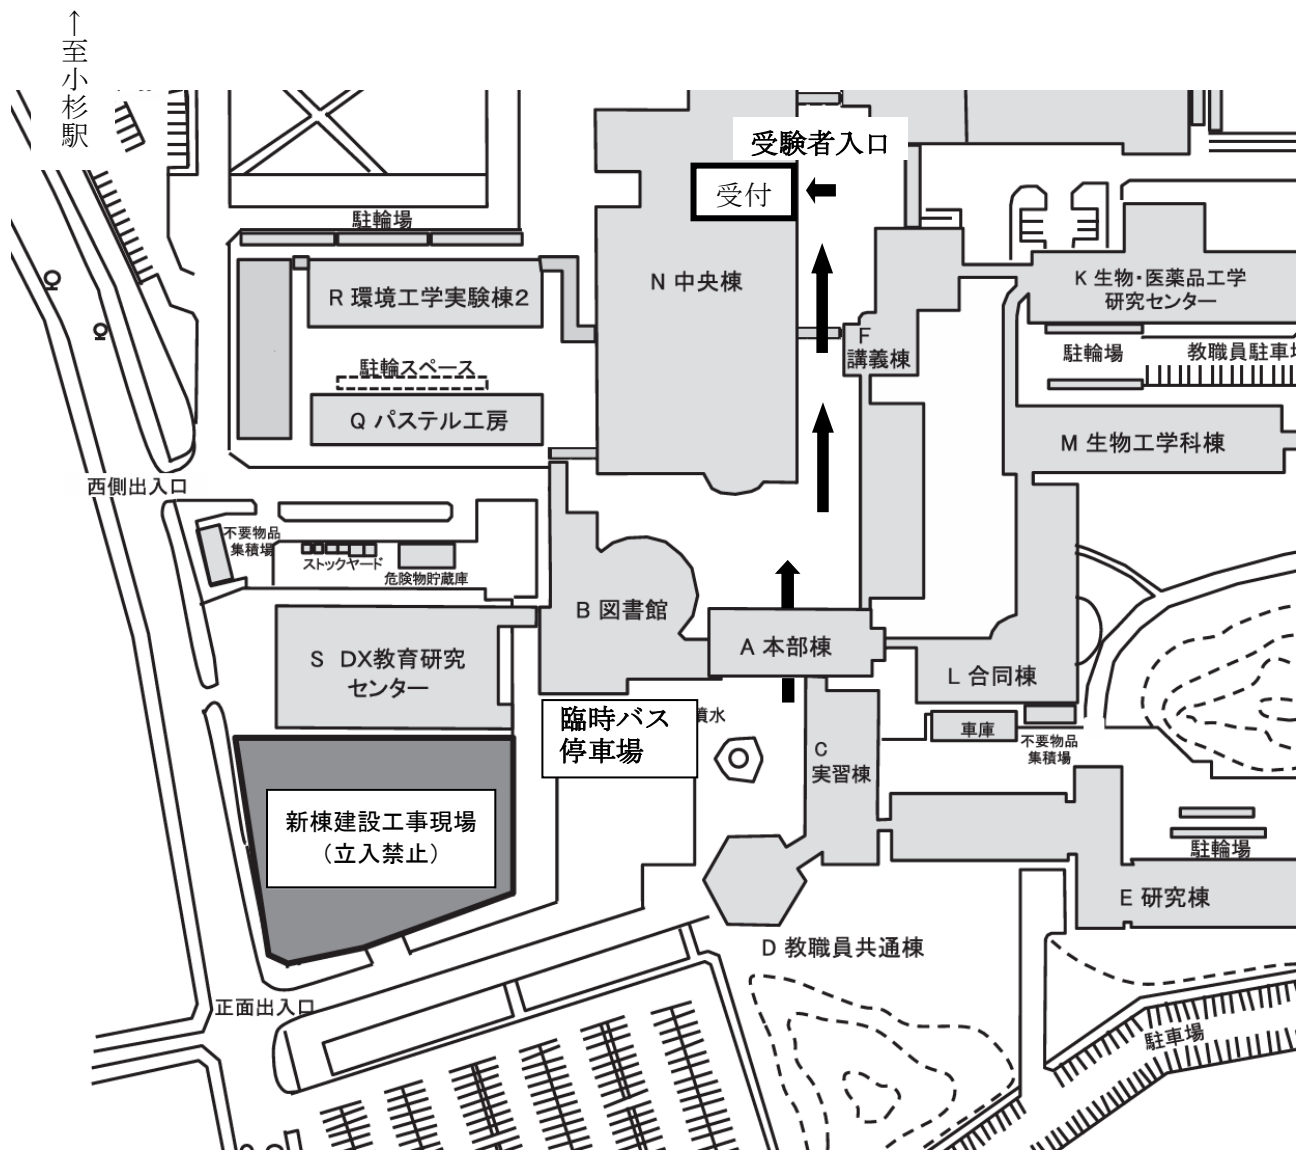 ↑至小杉駅
受験者入口
受付
駐輪場
R 環境工学実験棟2
N 中央棟
K 生物・医薬品工学
研究センター
F
講義棟
駐輪場
教職員駐車場
駐輪スペース
Q パステル工房
M 生物工学科棟
西側出入口
不要物品
集積場
ストックヤード
危険物貯蔵庫
B 図書館
A 本部棟
S DX教育研究
センター
L 合同棟
臨時バス
停車場
噴水
車庫
不要物品
集積場
C
実習棟
新棟建設工事現場
（立入禁止）
駐輪場
E 研究棟
D 教職員共通棟
正面出入口
駐車場